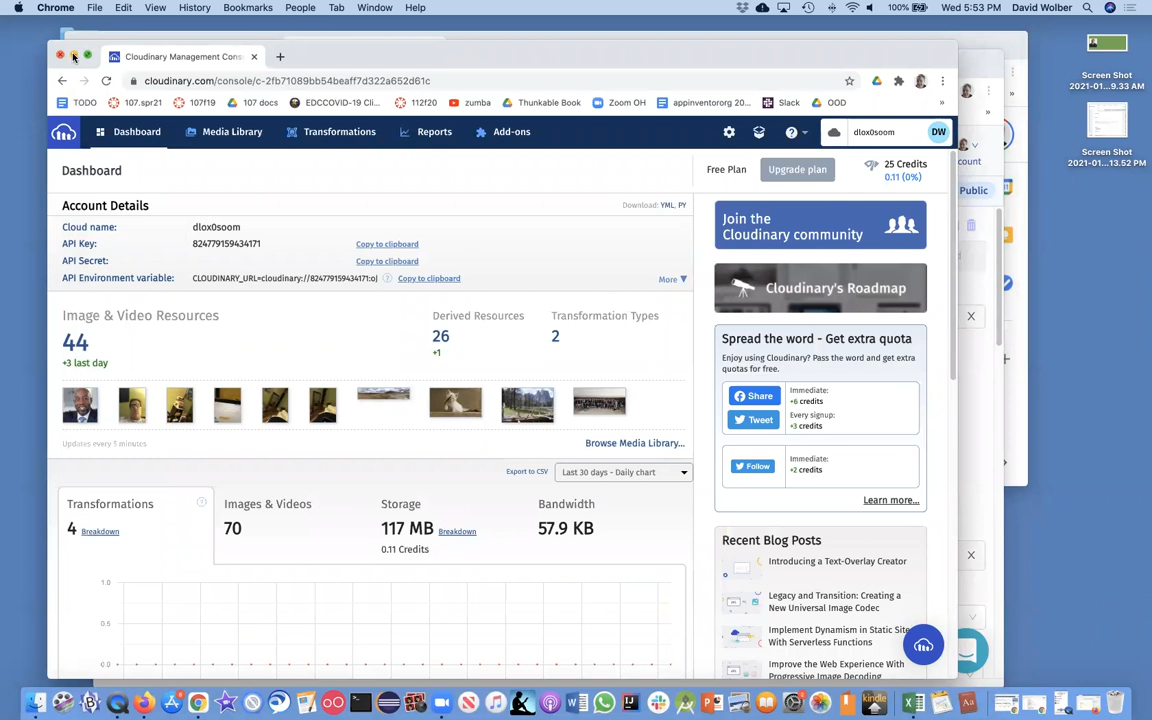 Chrome File Edit View History Bookmarks People Tab Window Help 100% Wed 5:53 PM David Wolber
Cloudinary Management Cons
cloudinary.com/console/c-2fb71089bb54beaff7d322a652d61c
TODO 107.spr21 107f19 107 docs EDCCOVID-19 Cli... 112f20 zumba Thunkable Book Zoom OH appinventororg 20... Slack OOD »
Dashboard Media Library Transformations Reports Add-ons dlox0soom DW
Dashboard
Free Plan Upgrade plan 25 Credits
0.11 (0%)
Account Details Download: YML, PY
Cloud name: dlox0soom
API Key: 824779159434171 Copy to clipboard
API Secret: Copy to clipboard
API Environment variable: CLOUDINARY_URL=cloudinary://824779159434171:o Copy to clipboard More
Image & Video Resources
44
+3 last day
Derived Resources
26
+1
Transformation Types
2
Updates every 5 minutes Browse Media Library...
Export to CSV Last 30 days - Daily chart
Transformations
4 Breakdown
Images & Videos
70
Storage
117 MB Breakdown
0.11 Credits
Bandwidth
57.9 KB
1.0
0.5
0.0
Join the
Cloudinary community
Cloudinary's Roadmap
Spread the word - Get extra quota
Enjoy using Cloudinary? Pass the word and get extra
quotas for free.
Share
Tweet
Immediate:
+6 credits
Every signup:
+3 credits
Follow
Immediate:
+2 credits
Learn more...
Recent Blog Posts
Introducing a Text-Overlay Creator
Legacy and Transition: Creating a
New Universal Image Codec
Implement Dynamism in Static Site
With Serverless Functions
Improve the Web Experience With
Progressive Image Decoding
count
Public
Screen Shot
2021-01...9.33 AM
Screen Shot
2021-01...13.52 PM
kindle